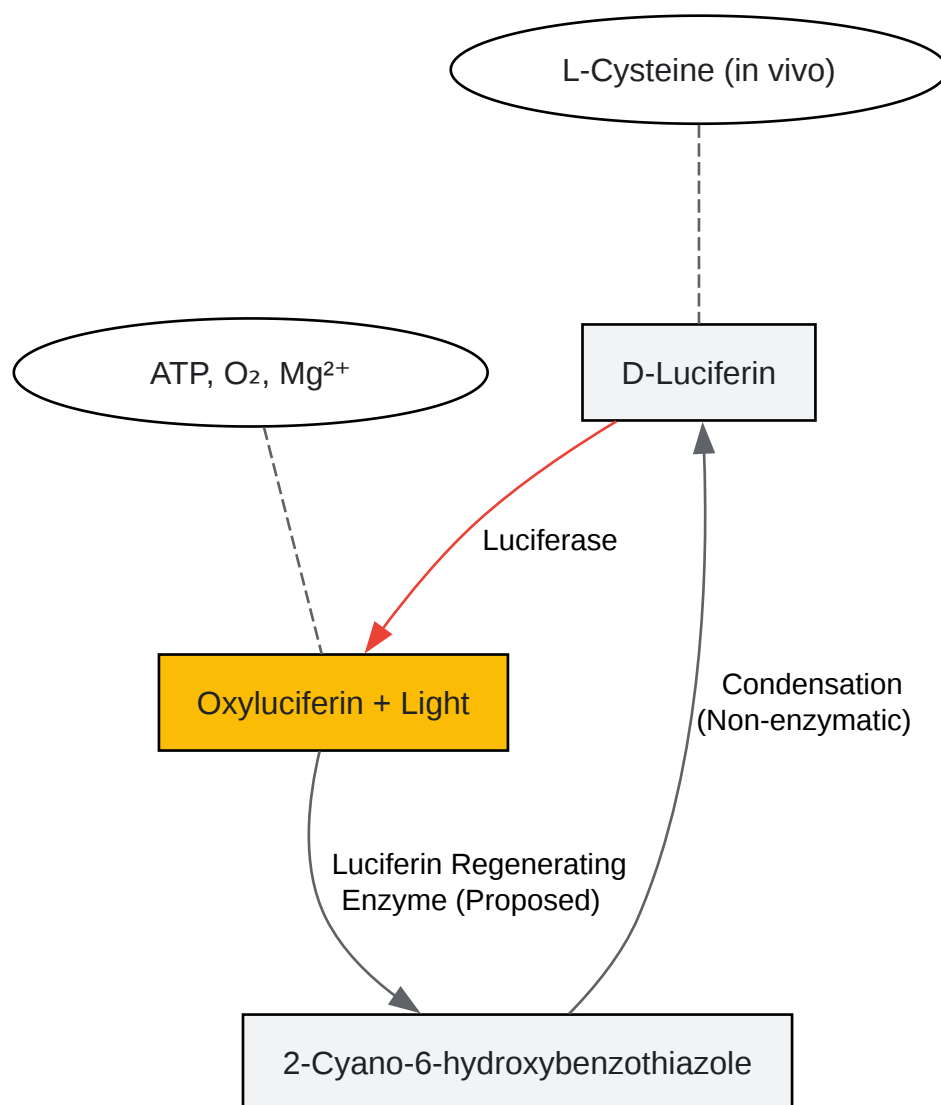 L-Cysteine (in vivo)
ATP, O₂, Mg²⁺
D-Luciferin
Luciferase
Oxyluciferin + Light
Condensation
(Non-enzymatic)
Luciferin Regenerating
Enzyme (Proposed)
2-Cyano-6-hydroxybenzothiazole